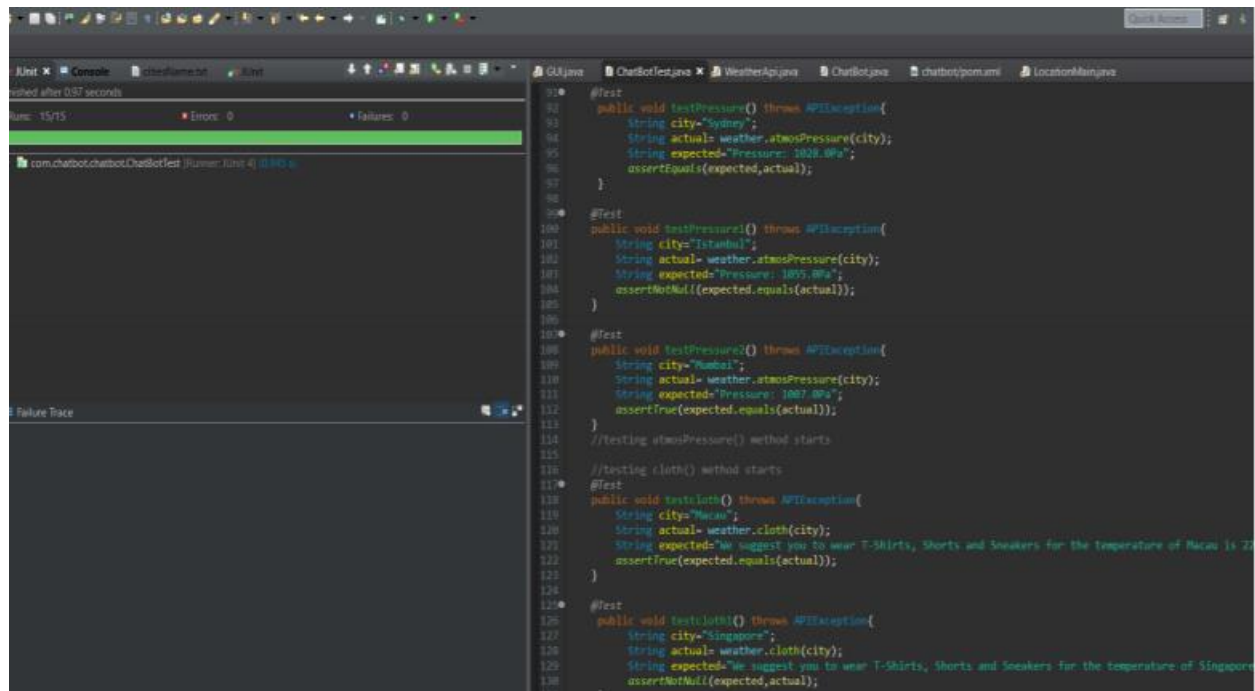 Quick Access
JUnit Console citiesName.txt JUnit
Finished after 0.97 seconds
Runs: 15/15 Errors: 0 Failures: 0
com.chatbot.chatbot.ChatBotTest [Runner: JUnit 4]
Failure Trace
GUI.java ChatBotTest.java WeatherApi.java ChatBot.java chatbot/pom.xml LocationMain.java
91 @Test
92 public void testPressure() throws APIException{
93 String city="Sydney";
94 String actual= weather.atmosPressure(city);
95 String expected="Pressure: 1028.0Pa";
96 assertEquals(expected,actual);
97 }
98
99 @Test
100 public void testPressure1() throws APIException{
101 String city="Istanbul";
102 String actual= weather.atmosPressure(city);
103 String expected="Pressure: 1055.0Pa";
104 assertNotNull(expected.equals(actual));
105 }
106
107 @Test
108 public void testPressure2() throws APIException{
109 String city="Mumbai";
110 String actual= weather.atmosPressure(city);
111 String expected="Pressure: 1007.0Pa";
112 assertTrue(expected.equals(actual));
113 }
114 //testing atmosPressure() method starts
115
116 //testing cloth() method starts
117 @Test
118 public void testcloth() throws APIException{
119 String city="Macau";
120 String actual= weather.cloth(city);
121 String expected="We suggest you to wear T-Shirts, Shorts and Sneakers for the temperature of Macau is 22
122 assertTrue(expected.equals(actual));
123 }
124
125 @Test
126 public void testcloth1() throws APIException{
127 String city="Singapore";
128 String actual= weather.cloth(city);
129 String expected="We suggest you to wear T-Shirts, Shorts and Sneakers for the temperature of Singapore
130 assertNotNull(expected,actual);